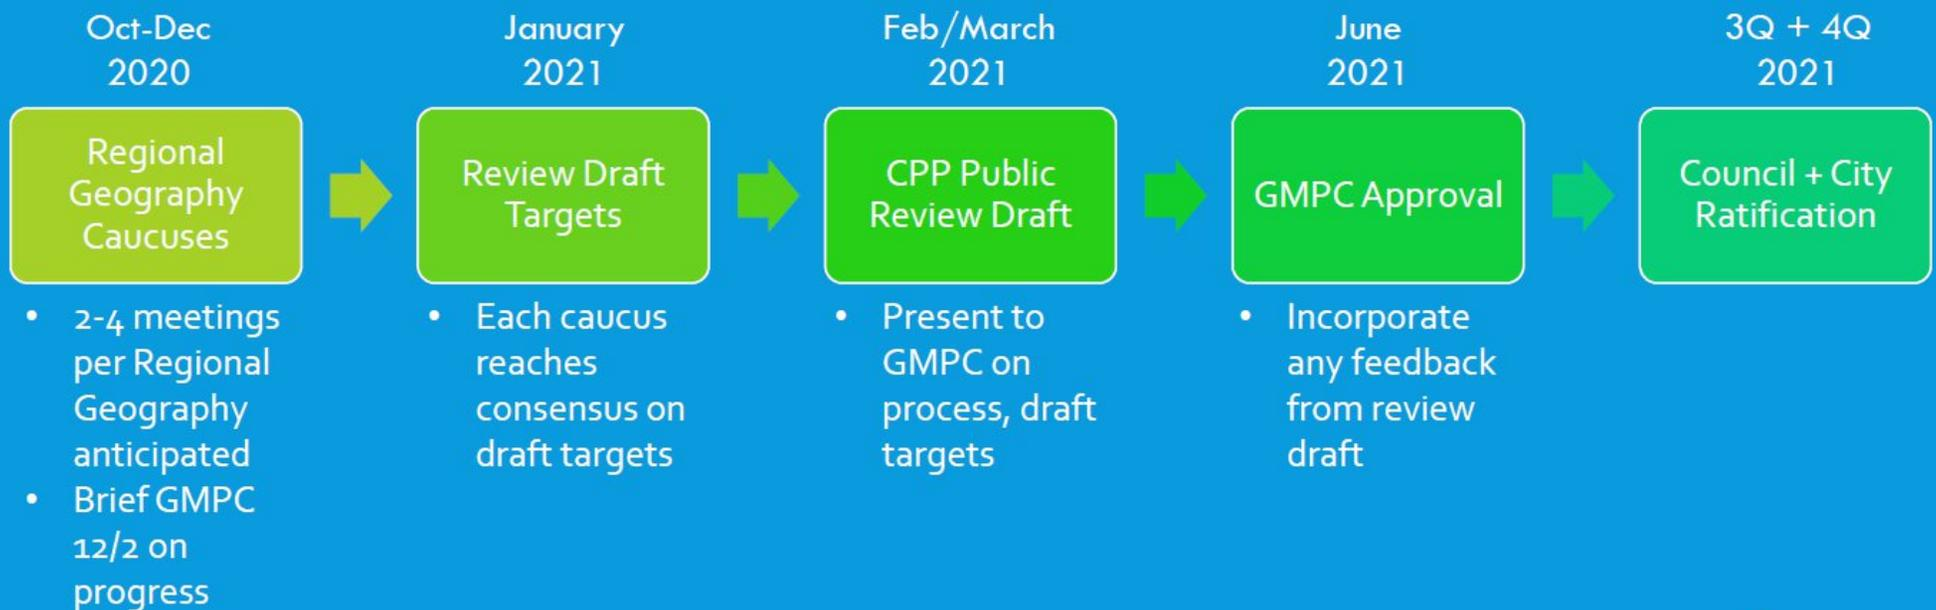 Oct-Dec
2020
January
2021
Feb/March
2021
June
2021
3Q + 4Q
2021
Regional
Geography
Caucuses
Review Draft
Targets
CPP Public
Review Draft
GMPC Approval
Council + City
Ratification
• 2-4 meetings
per Regional
Geography
anticipated
• Brief GMPC
12/2 on
progress
• Each caucus
reaches
consensus on
draft targets
• Present to
GMPC on
process, draft
targets
• Incorporate
any feedback
from review
draft